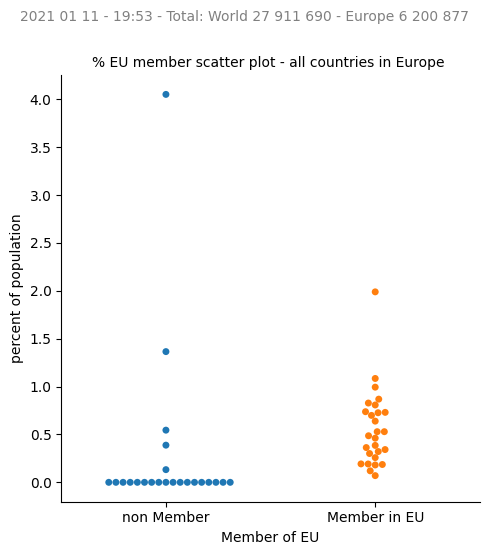 2021 01 11 - 19:53 - Total: World 27 911 690 - Europe 6 200 877
% EU member scatter plot - all countries in Europe
4.0
3.5
3.0
2.5
2.0
1.5
1.0
0.5
0.0
percent of population
non Member
Member in EU
Member of EU